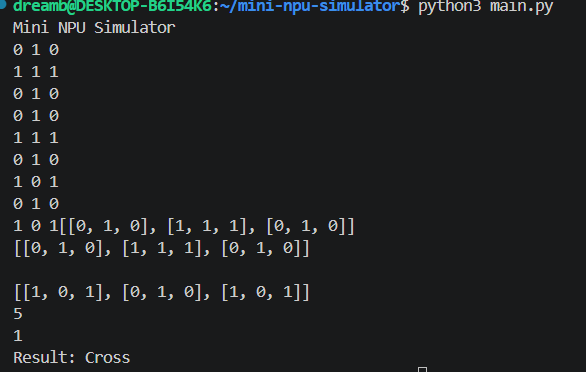 dreamb@DESKTOP-B6I54K6:~/mini-npu-simulator$ python3 main.py
Mini NPU Simulator
0 1 0
1 1 1
0 1 0
0 1 0
1 1 1
0 1 0
1 0 1
0 1 0
1 0 1[[0, 1, 0], [1, 1, 1], [0, 1, 0]]
[[0, 1, 0], [1, 1, 1], [0, 1, 0]]
[[1, 0, 1], [0, 1, 0], [1, 0, 1]]
5
1
Result: Cross